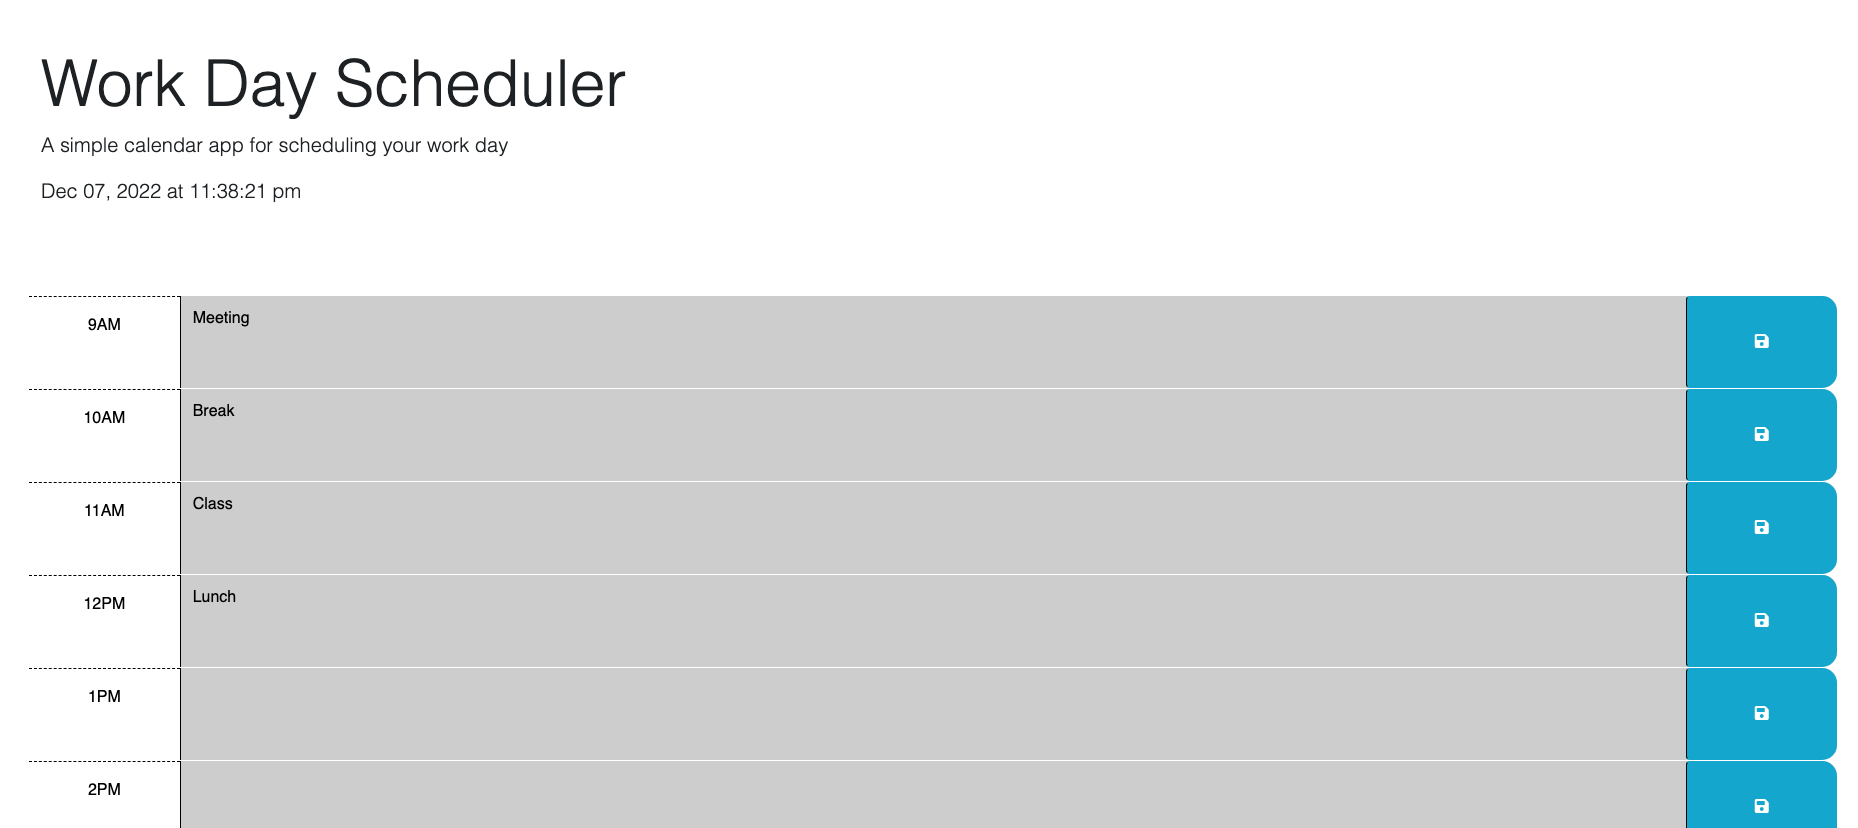 Work Day Scheduler
A simple calendar app for scheduling your work day
Dec 07, 2022 at 11:38:21 pm
9AM Meeting
10AM Break
11AM Class
12PM Lunch
1PM
2PM